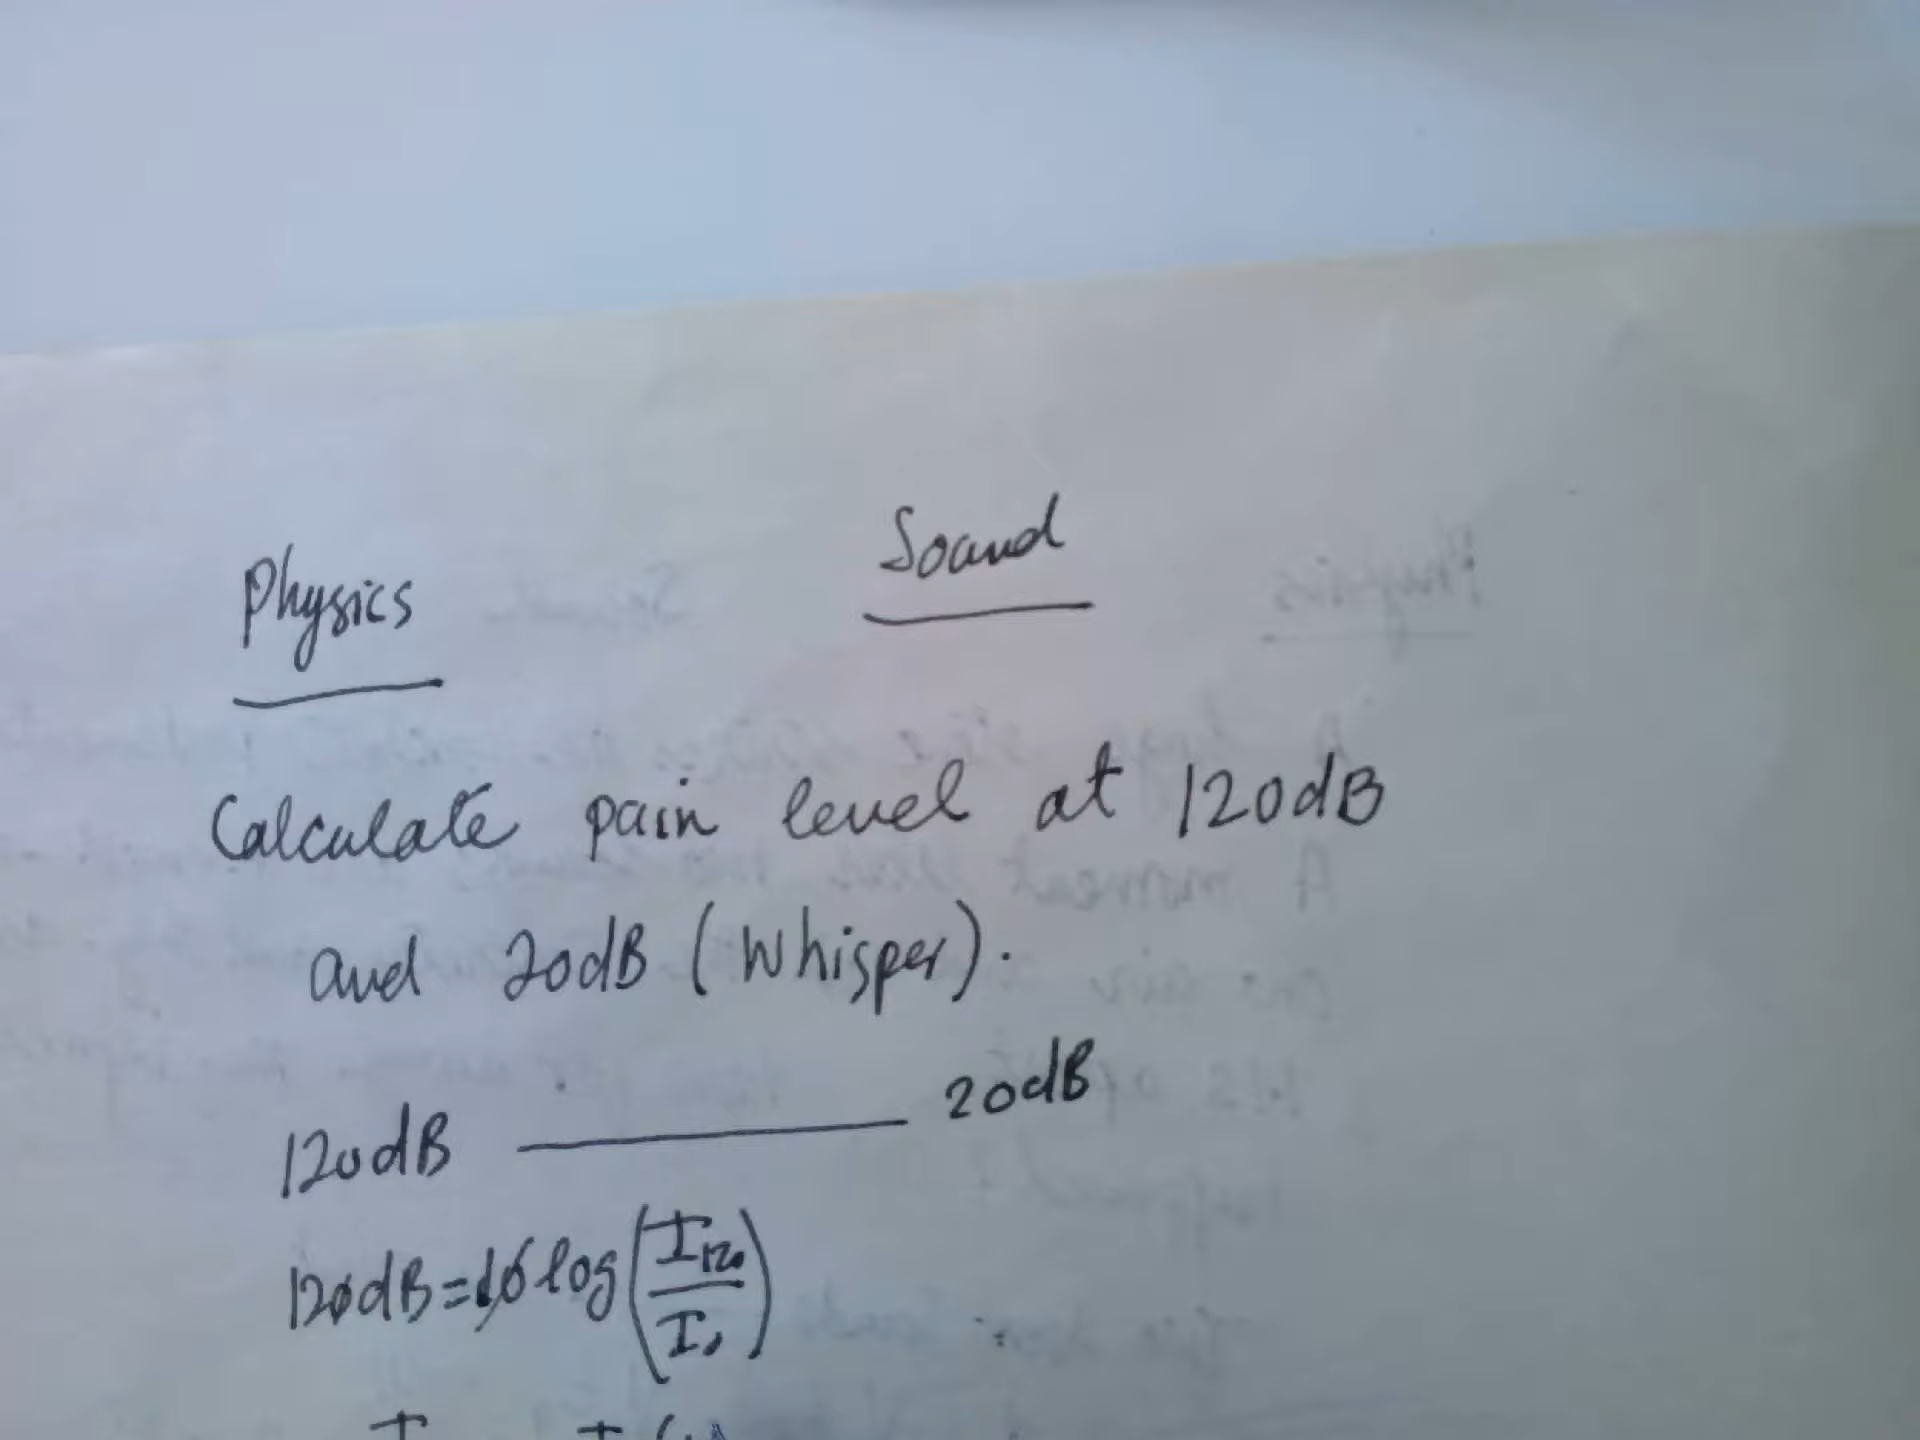 Physics Sound
Calculate pain level at 120dB
and 20dB (Whisper).
120dB — 20dB
120dB = 10 log (I120 / I0)